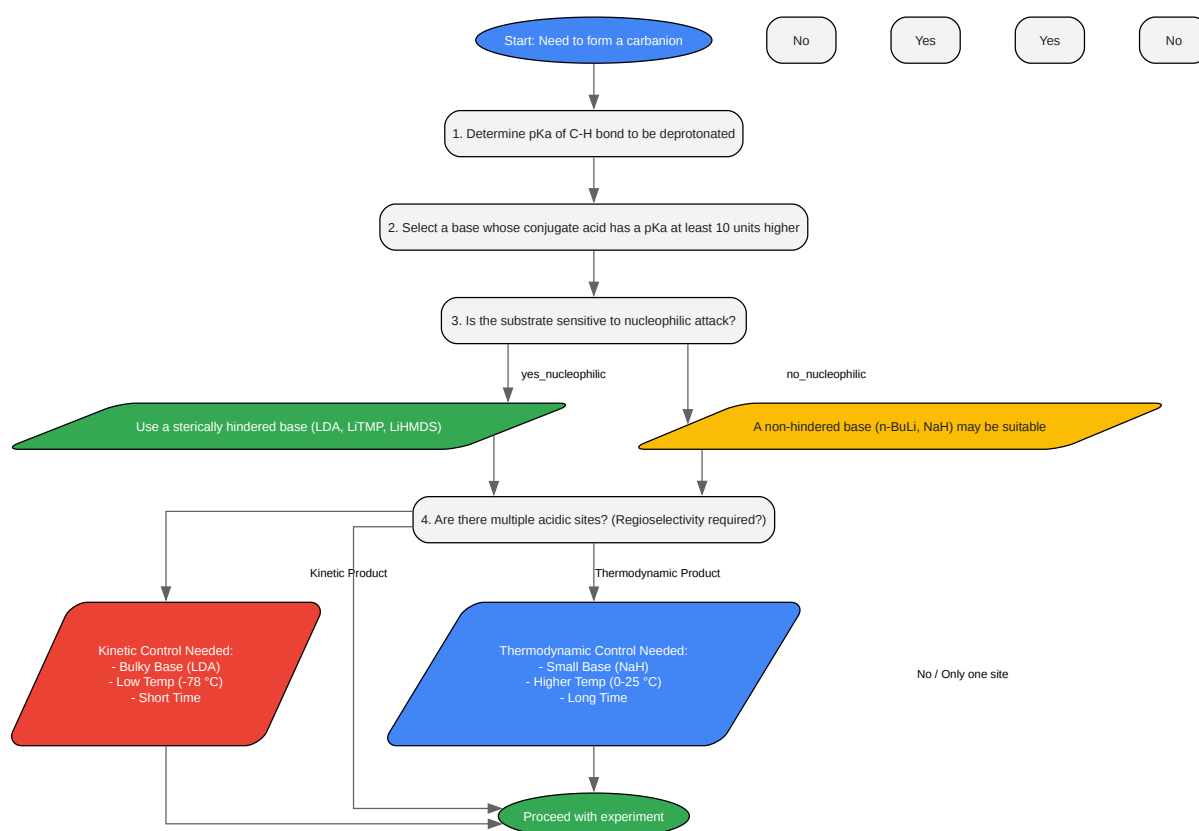 Start: Need to form a carbanion
No
Yes
Yes
No
1. Determine pKa of C-H bond to be deprotonated
2. Select a base whose conjugate acid has a pKa at least 10 units higher
3. Is the substrate sensitive to nucleophilic attack?
yes_nucleophilic
no_nucleophilic
Use a sterically hindered base (LDA, LiTMP, LiHMDS)
A non-hindered base (n-BuLi, NaH) may be suitable
4. Are there multiple acidic sites? (Regioselectivity required?)
Kinetic Product
Thermodynamic Product
Kinetic Control Needed:
- Bulky Base (LDA)
- Low Temp (-78 °C)
- Short Time
Thermodynamic Control Needed:
- Small Base (NaH)
- Higher Temp (0-25 °C)
- Long Time
No / Only one site
Proceed with experiment